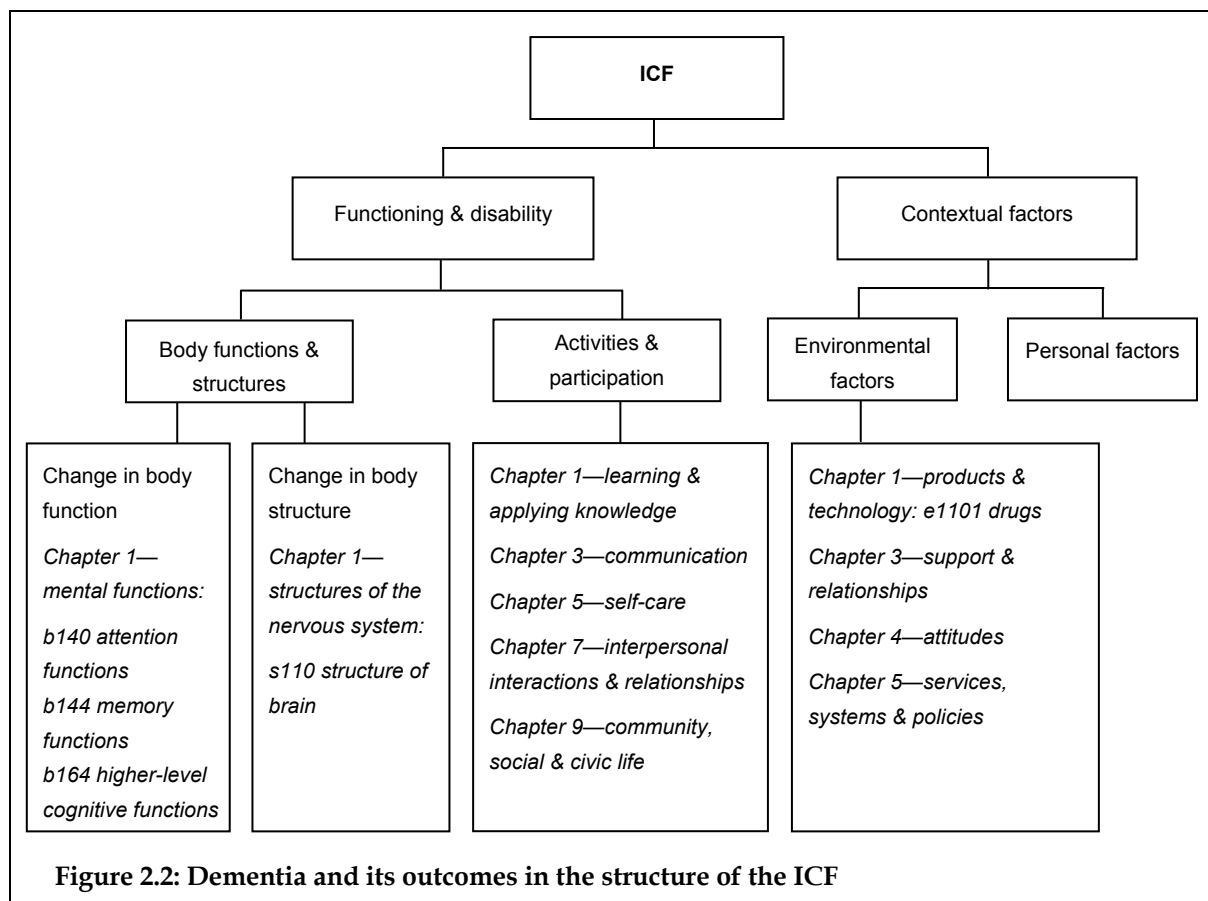 ICF
Functioning & disability
Contextual factors
Body functions &
structures
Activities &
participation
Environmental
factors
Personal factors
Change in body
function
Chapter 1—
mental functions:
b140 attention
functions
b144 memory
functions
b164 higher-level
cognitive functions
Change in body
structure
Chapter 1—
structures of the
nervous system:
s110 structure of
brain
Chapter 1—learning &
applying knowledge
Chapter 3—communication
Chapter 5—self-care
Chapter 7—interpersonal
interactions & relationships
Chapter 9—community,
social & civic life
Chapter 1—products &
technology: e1101 drugs
Chapter 3—support &
relationships
Chapter 4—attitudes
Chapter 5—services,
systems & policies
Figure 2.2: Dementia and its outcomes in the structure of the ICF